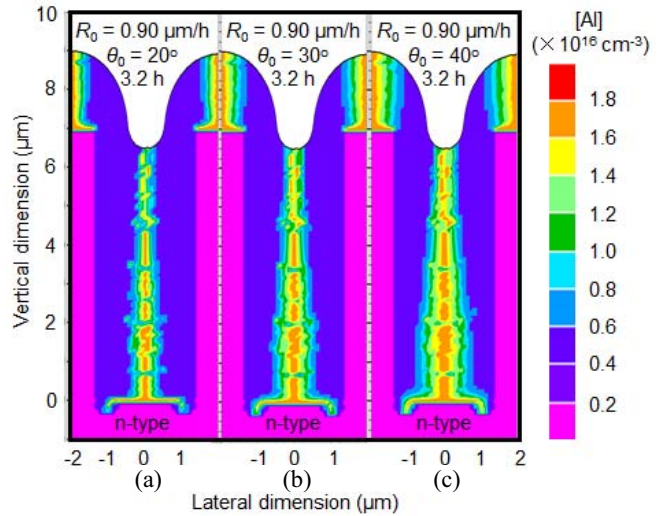 R₀ = 0.90 μm/h R₀ = 0.90 μm/h R₀ = 0.90 μm/h
θ₀ = 20° θ₀ = 30° θ₀ = 40°
3.2 h 3.2 h 3.2 h
[Al]
(×10¹⁶ cm⁻³)
1.8
1.6
1.4
1.2
1.0
0.8
0.6
0.4
0.2
Vertical dimension (μm)
10
8
6
4
2
0
n-type n-type n-type
-2 -1 0 1 -1 0 1 -1 0 1 2
(a) (b) (c)
Lateral dimension (μm)